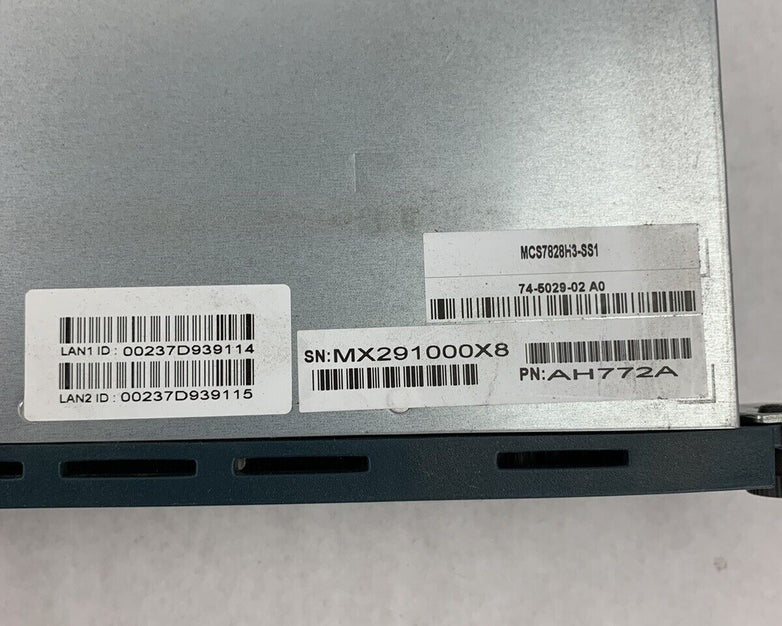 MCS7828H3-SS1
74-5029-02 A0
LAN1 ID : 00237D939114
LAN2 ID : 00237D939115
SN:MX291000X8
PN:AH772A